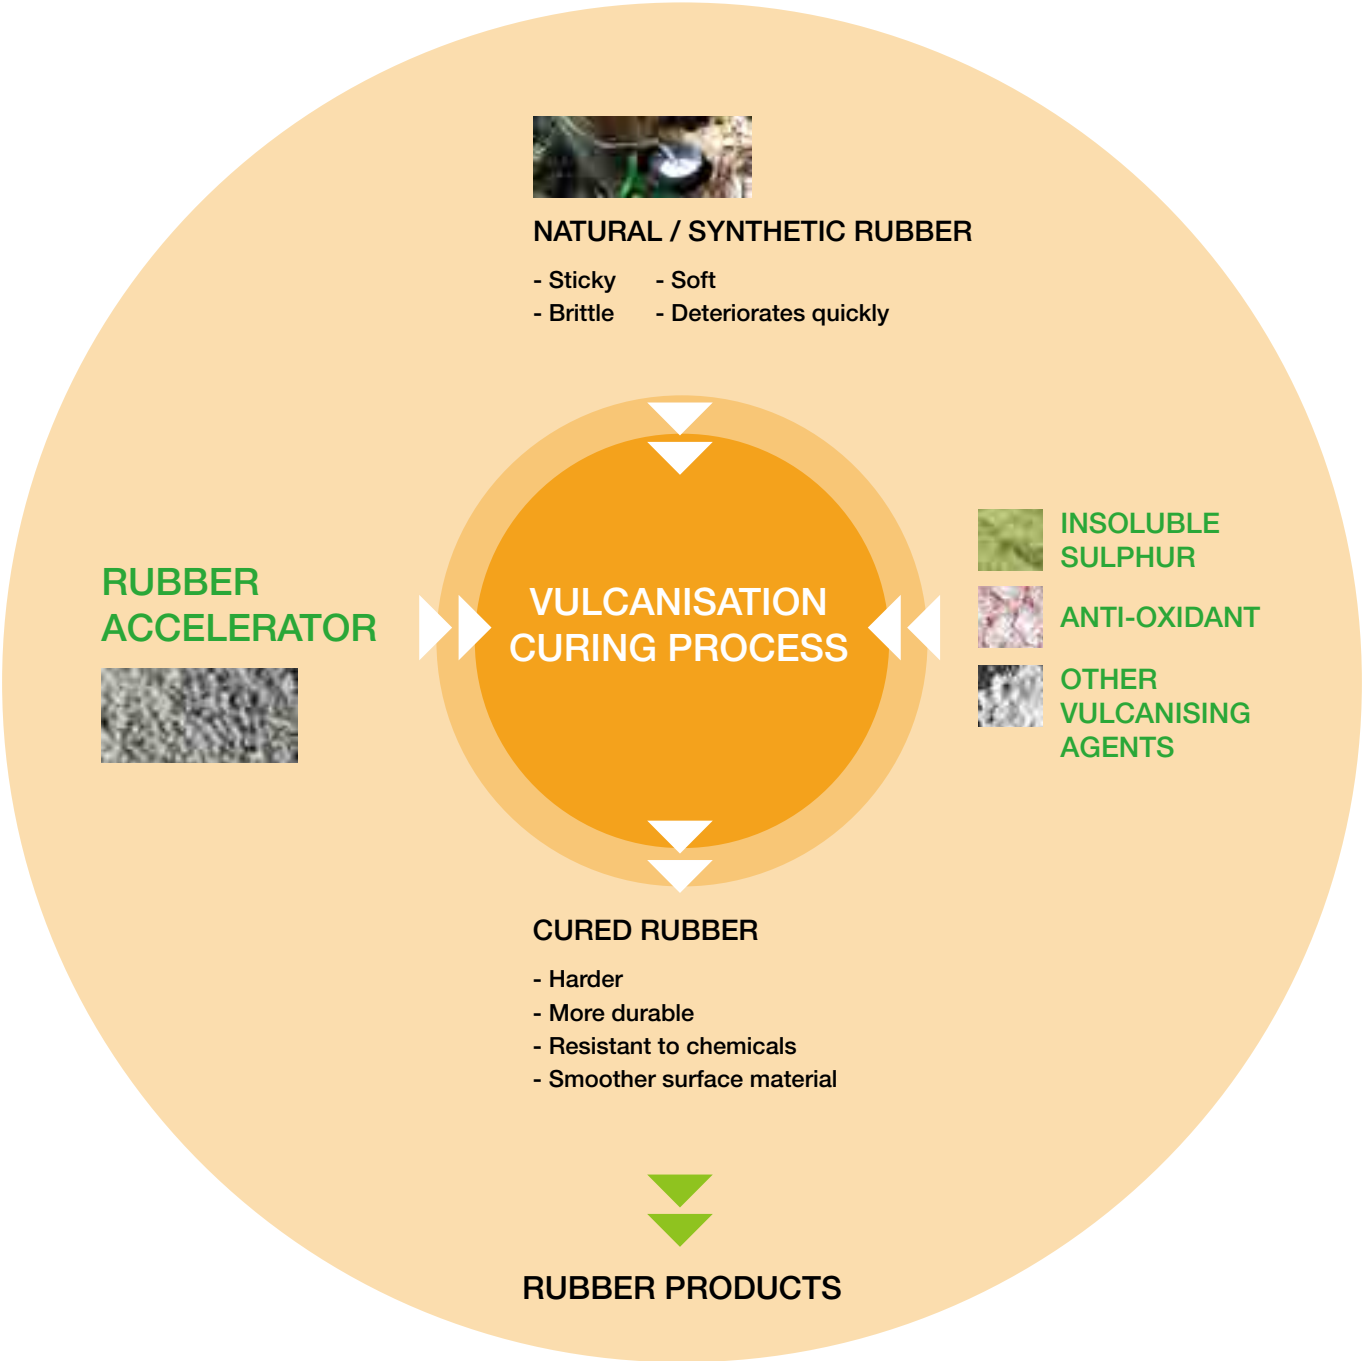 NATURAL / SYNTHETIC RUBBER
- Sticky - Soft
- Brittle - Deteriorates quickly
RUBBER
ACCELERATOR
VULCANISATION
CURING PROCESS
INSOLUBLE
SULPHUR
ANTI-OXIDANT
OTHER
VULCANISING
AGENTS
CURED RUBBER
- Harder
- More durable
- Resistant to chemicals
- Smoother surface material
RUBBER PRODUCTS